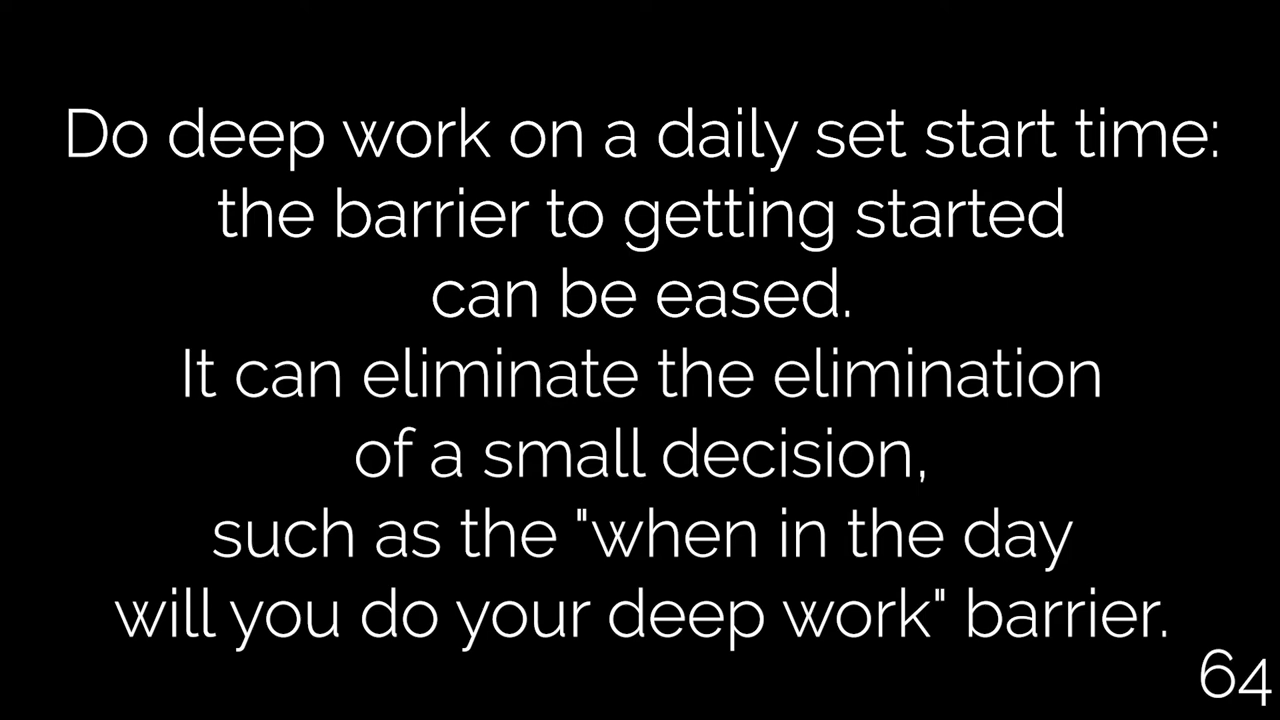 Do deep work on a daily set start time:
the barrier to getting started
can be eased.
It can eliminate the elimination
of a small decision,
such as the "when in the day
will you do your deep work" barrier.
64